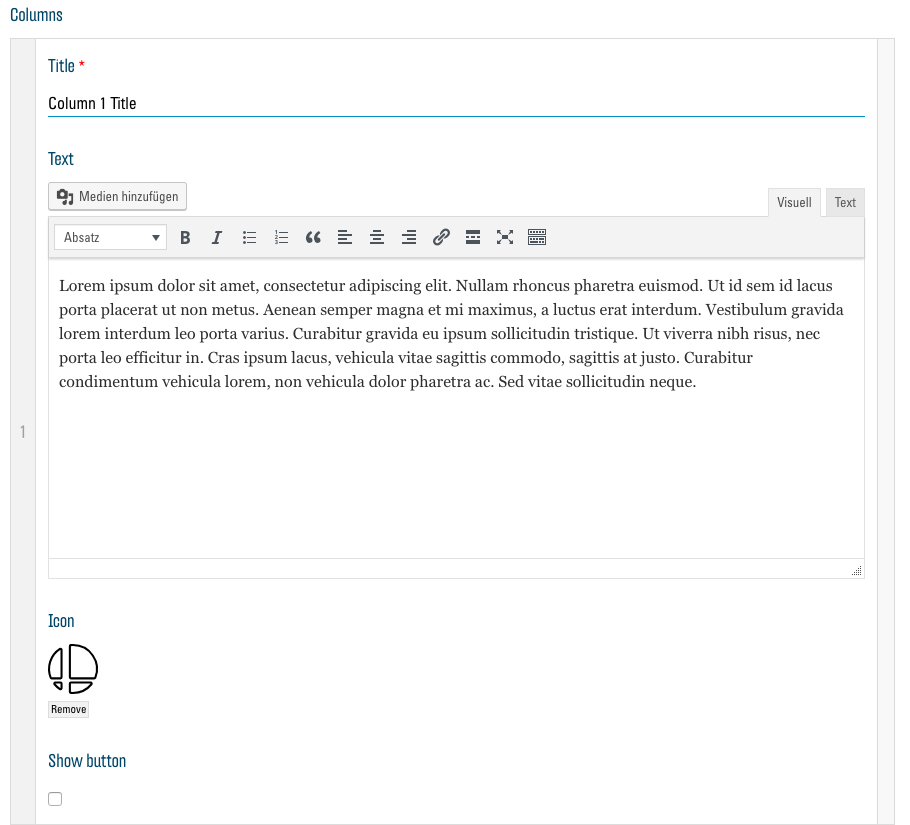 Columns
Title *
Column 1 Title
Text
Medien hinzufügen
Visuell Text
Absatz
Lorem ipsum dolor sit amet, consectetur adipiscing elit. Nullam rhoncus pharetra euismod. Ut id sem id lacus
porta placerat ut non metus. Aenean semper magna et mi maximus, a luctus erat interdum. Vestibulum gravida
lorem interdum leo porta varius. Curabitur gravida eu ipsum sollicitudin tristique. Ut viverra nibh risus, nec
porta leo efficitur in. Cras ipsum lacus, vehicula vitae sagittis commodo, sagittis at justo. Curabitur
condimentum vehicula lorem, non vehicula dolor pharetra ac. Sed vitae sollicitudin neque.
1
Icon
Remove
Show button